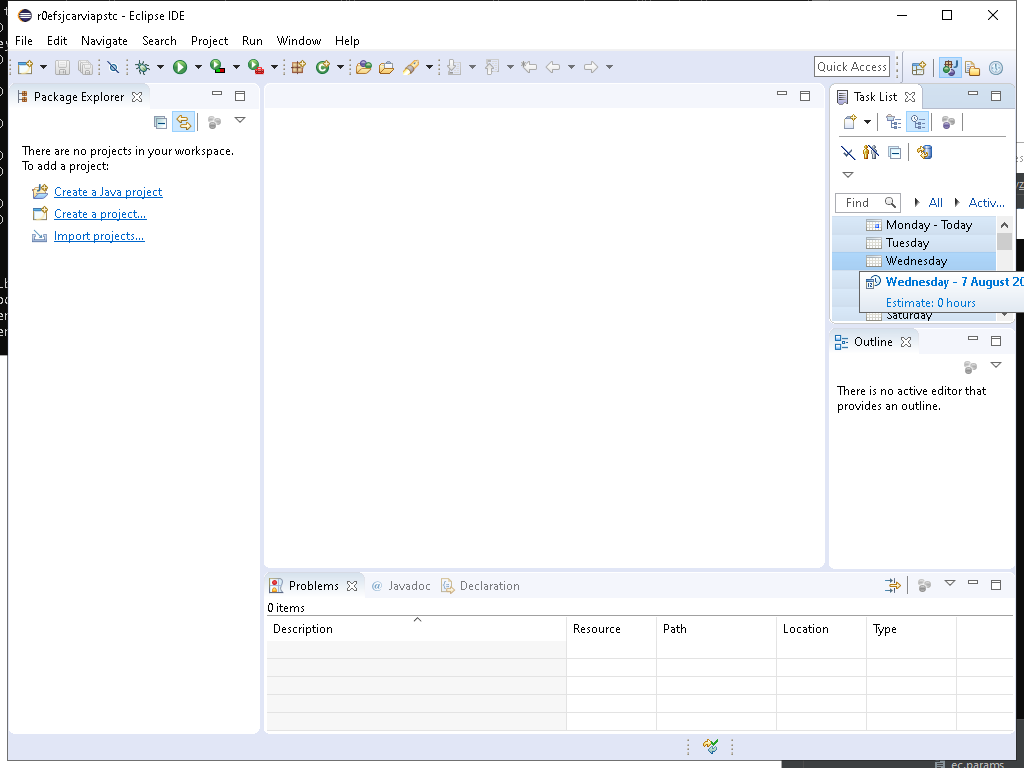 r0efsjcarviapstc - Eclipse IDE
File Edit Navigate Search Project Run Window Help
Quick Access
Package Explorer
There are no projects in your workspace.
To add a project:
Create a Java project
Create a project...
Import projects...
Task List
Find
All
Activ...
Monday - Today
Tuesday
Wednesday
Wednesday - 7 August 20
Estimate: 0 hours
Saturday
Outline
There is no active editor that
provides an outline.
Problems @ Javadoc Declaration
0 items
Description Resource Path Location Type
ec.params